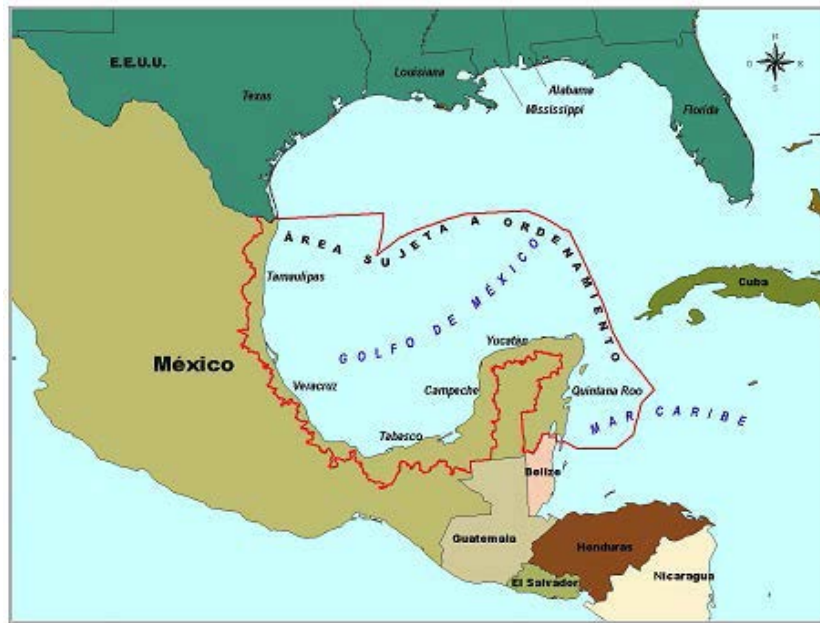 E.E.U.U.
Texas
Louisiana
Alabama
Mississippi
Florida
N
O
E
S
ÁREA SUJETA A ORDENAMIENTO
Tamaulipas
GOLFO DE MÉXICO
Cuba
México
Yucatán
Veracruz
Campeche
Quintana Roo
MAR CARIBE
Tabasco
Belize
Guatemala
Honduras
El Salvador
Nicaragua